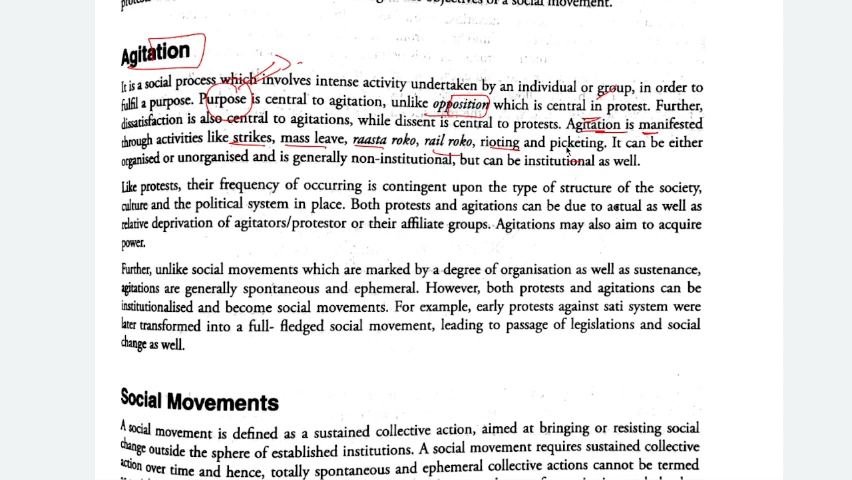 objectives of a social movement.
Agitation
It is a social process which involves intense activity undertaken by an individual or group, in order to
fulfil a purpose. Purpose is central to agitation, unlike opposition which is central in protest. Further,
dissatisfaction is also central to agitations, while dissent is central to protests. Agitation is manifested
through activities like strikes, mass leave, raasta roko, rail roko, rioting and picketing. It can be either
organised or unorganised and is generally non-institutional, but can be institutional as well.
Like protests, their frequency of occurring is contingent upon the type of structure of the society,
culture and the political system in place. Both protests and agitations can be due to actual as well as
relative deprivation of agitators/protestor or their affiliate groups. Agitations may also aim to acquire
power.
Further, unlike social movements which are marked by a degree of organisation as well as sustenance,
agitations are generally spontaneous and ephemeral. However, both protests and agitations can be
institutionalised and become social movements. For example, early protests against sati system were
later transformed into a full- fledged social movement, leading to passage of legislations and social
change as well.
Social Movements
A social movement is defined as a sustained collective action, aimed at bringing or resisting social
change outside the sphere of established institutions. A social movement requires sustained collective
action over time and hence, totally spontaneous and ephemeral collective actions cannot be termed